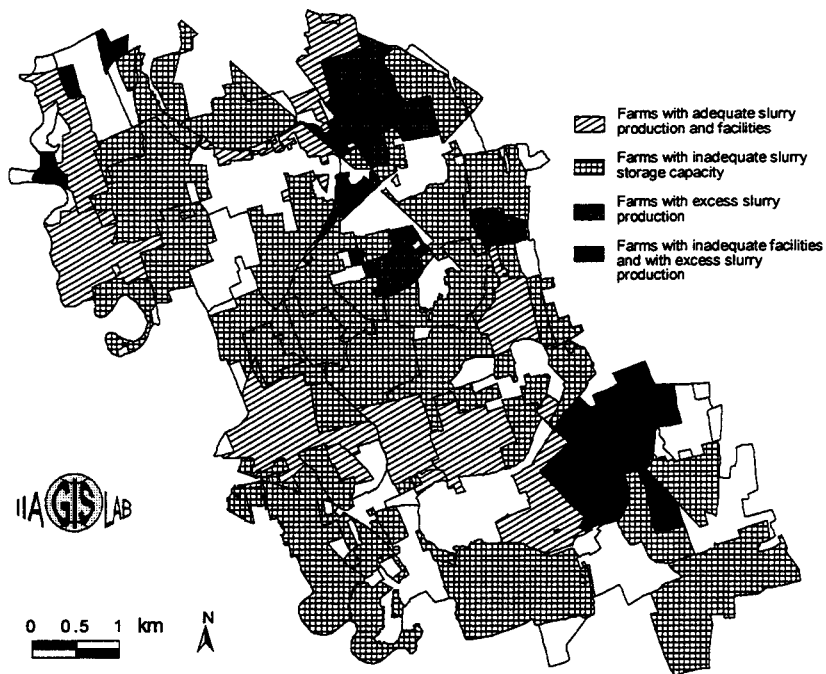 Farms with adequate slurry
production and facilities
Farms with inadequate slurry
storage capacity
Farms with excess slurry
production
Farms with inadequate facilities
and with excess slurry
production
IIA GIS LAB
0 0.5 1 km
N